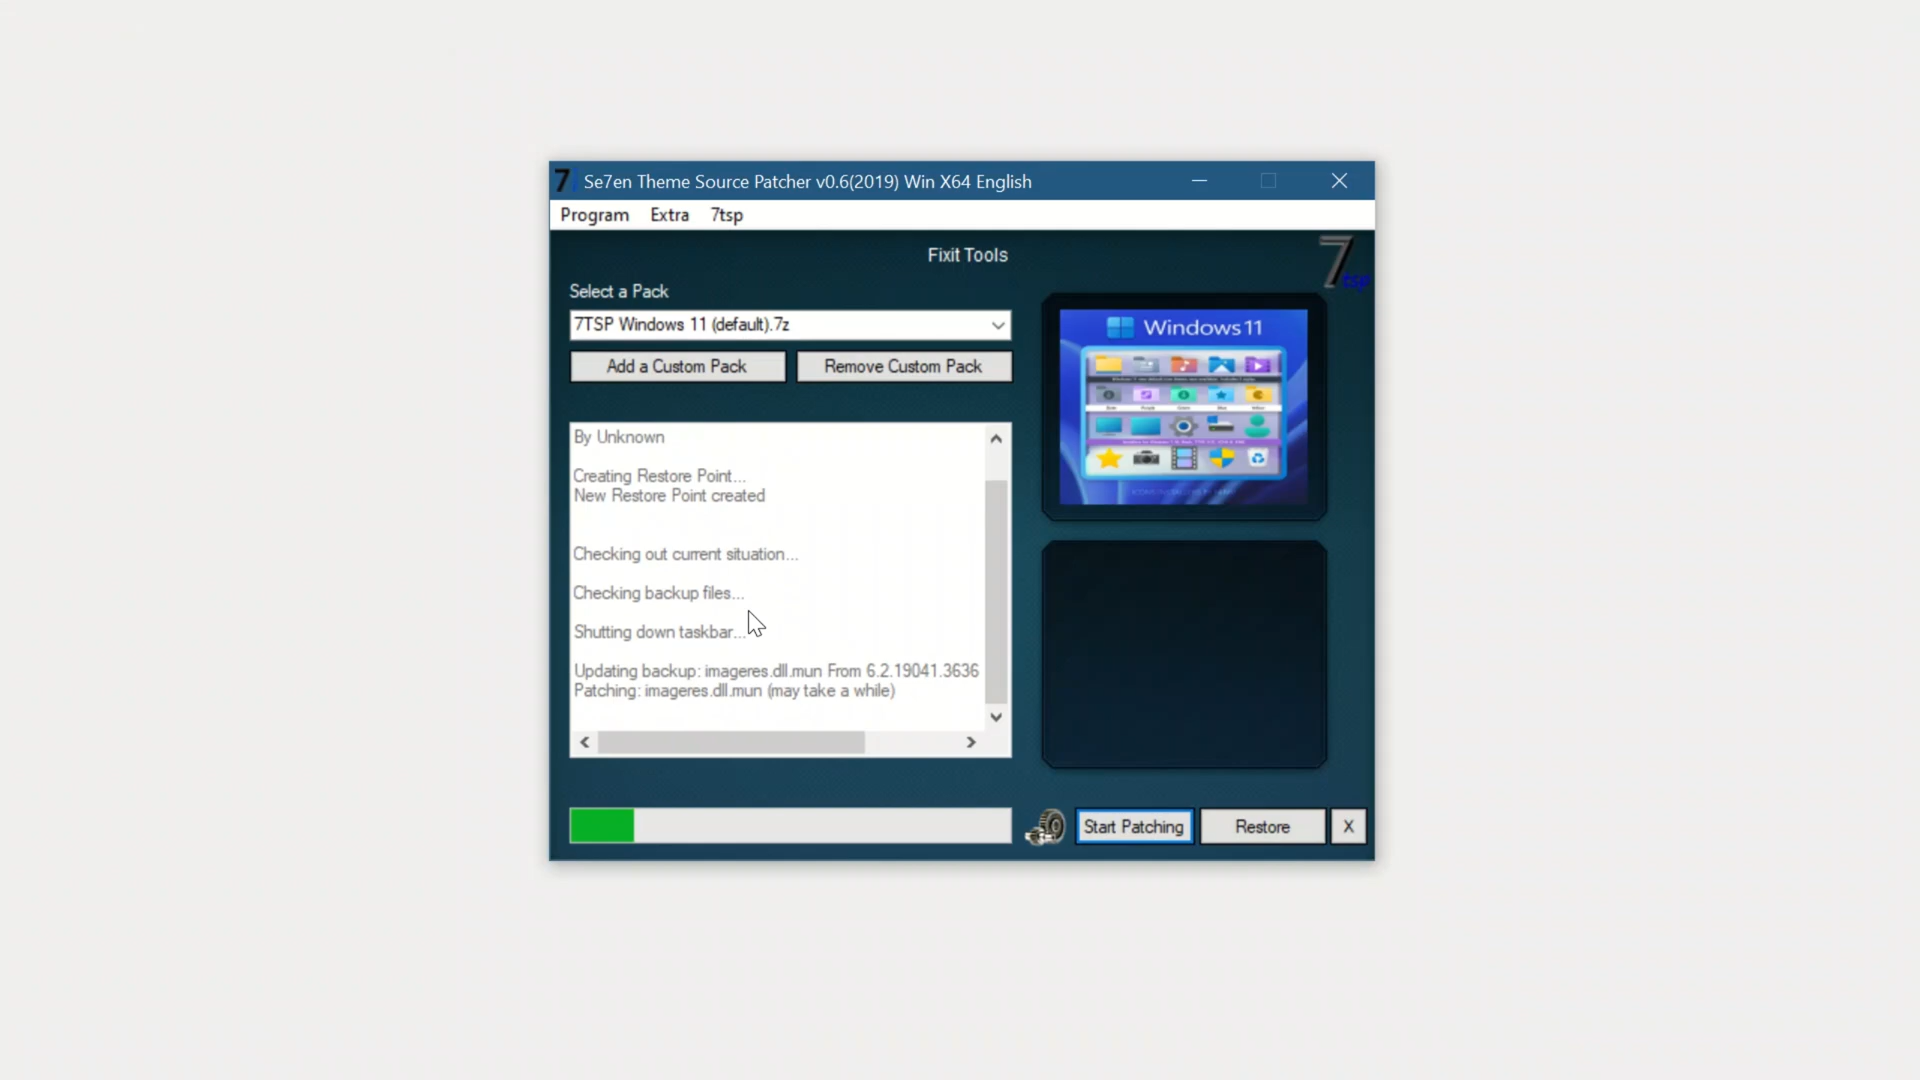 7 Se7en Theme Source Patcher v0.6(2019) Win X64 English
Program Extra 7tsp
Fixit Tools
7tsp
Select a Pack
7TSP Windows 11 (default).7z
Add a Custom Pack
Remove Custom Pack
Windows 11
By Unknown
Creating Restore Point...
New Restore Point created
Checking out current situation...
Checking backup files...
Shutting down taskbar...
Updating backup: imageres.dll.mun From 6.2.19041.3636
Patching: imageres.dll.mun (may take a while)
Start Patching
Restore
X